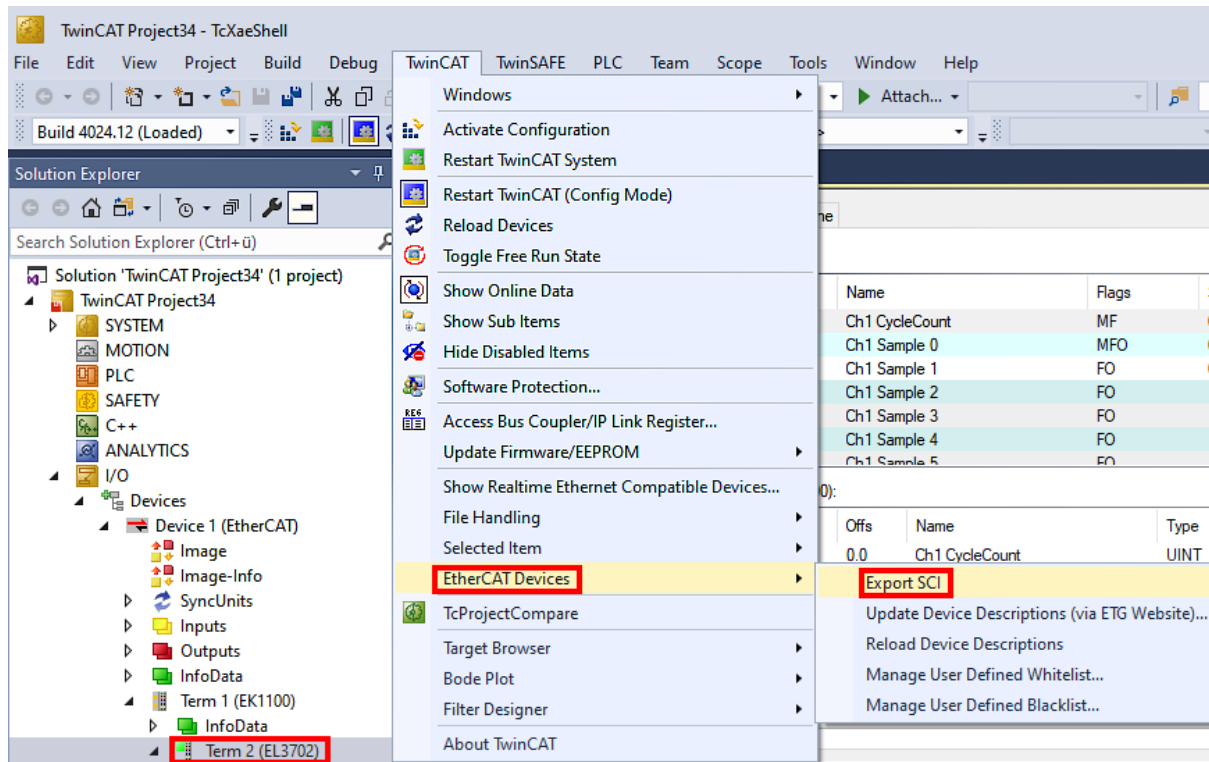 TwinCAT Project34 - TcXaeShell
File Edit View Project Build Debug TwinCAT TwinSAFE PLC Team Scope Tools Window Help
Attach...
Build 4024.12 (Loaded)
Solution Explorer
Search Solution Explorer (Ctrl+ü)
Solution 'TwinCAT Project34' (1 project)
TwinCAT Project34
SYSTEM
MOTION
PLC
SAFETY
C++
ANALYTICS
I/O
Devices
Device 1 (EtherCAT)
Image
Image-Info
SyncUnits
Inputs
Outputs
InfoData
Term 1 (EK1100)
InfoData
Term 2 (EL3702)
Windows
Activate Configuration
Restart TwinCAT System
Restart TwinCAT (Config Mode)
Reload Devices
Toggle Free Run State
Show Online Data
Show Sub Items
Hide Disabled Items
Software Protection...
REG
Access Bus Coupler/IP Link Register...
Update Firmware/EEPROM
Show Realtime Ethernet Compatible Devices...
File Handling
Selected Item
EtherCAT Devices
TcProjectCompare
Target Browser
Bode Plot
Filter Designer
About TwinCAT
Export SCI
Update Device Descriptions (via ETG Website)...
Reload Device Descriptions
Manage User Defined Whitelist...
Manage User Defined Blacklist...
ne
Name Flags
Ch1 CycleCount MF
Ch1 Sample 0 MFO
Ch1 Sample 1 FO
Ch1 Sample 2 FO
Ch1 Sample 3 FO
Ch1 Sample 4 FO
Ch1 Sample 5 FO
0):
Offs Name Type
0.0 Ch1 CycleCount UINT